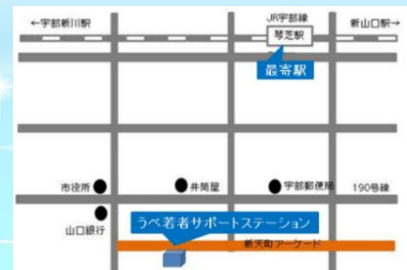 JR宇部線
←宇部新川駅
琴芝駅
新山口駅→
最寄駅
市役所
井筒屋
宇部郵便局
190号線
山口銀行
うべ若者サポートステーション
新天町アーケード